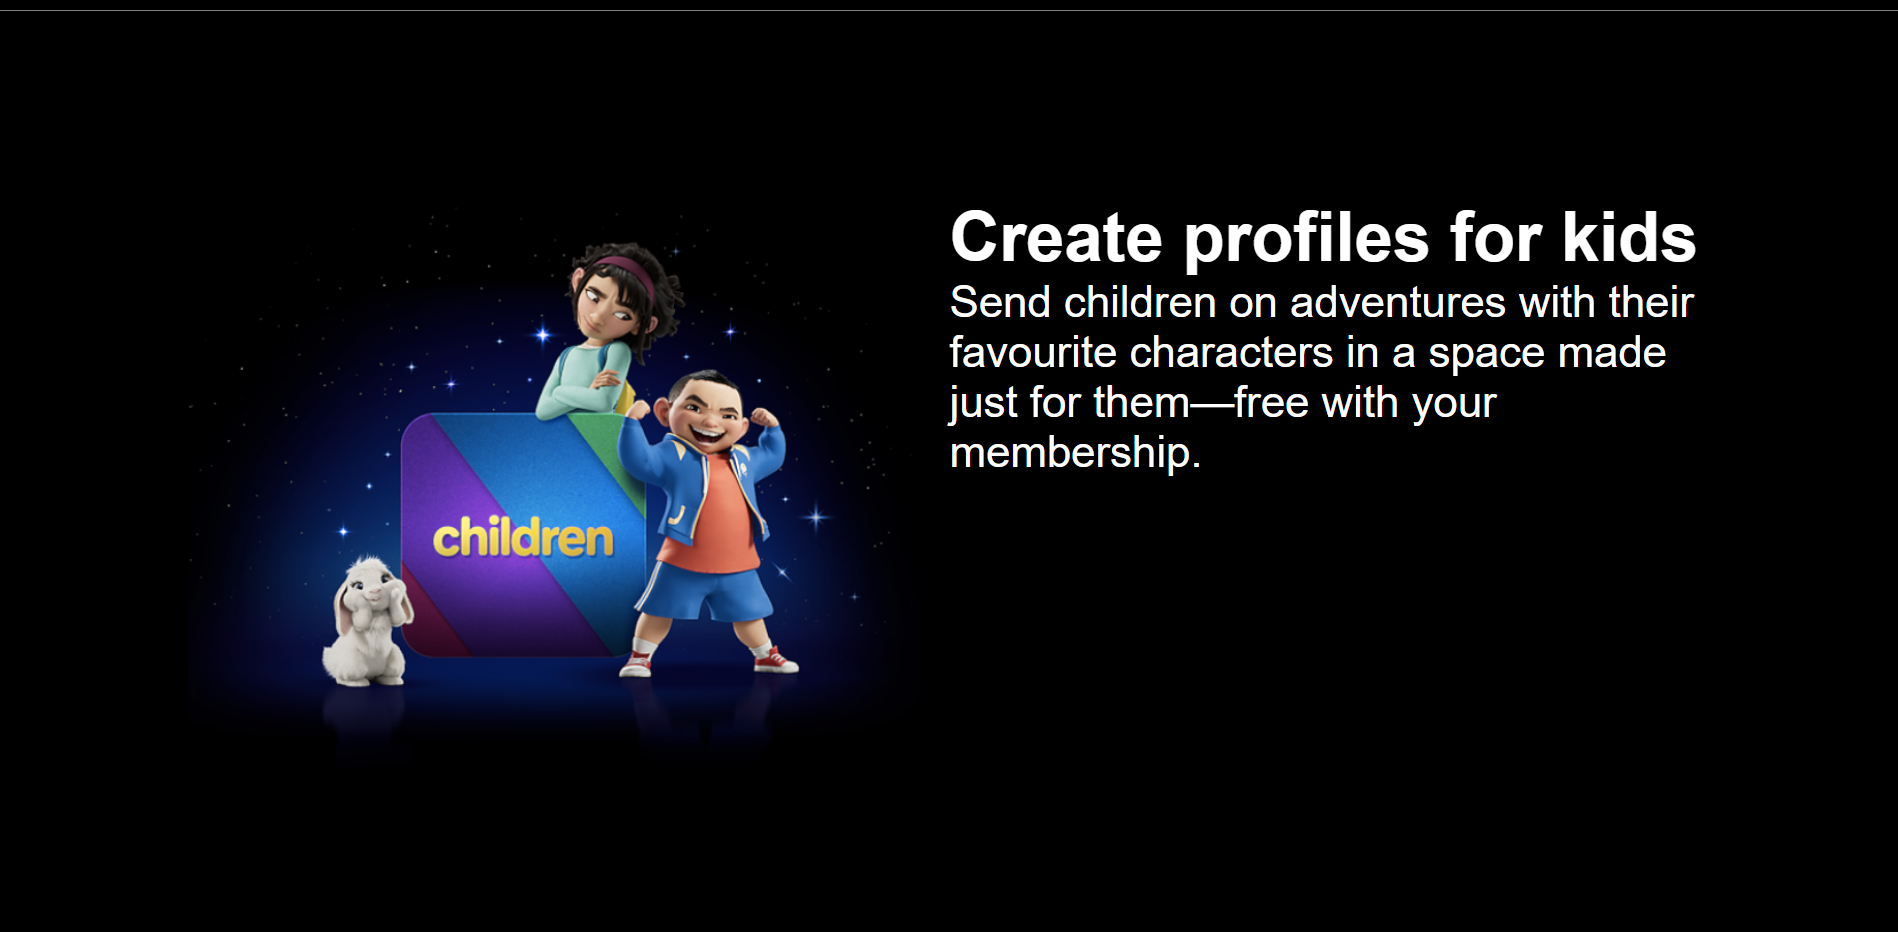 Create profiles for kids
Send children on adventures with their
favourite characters in a space made
just for them—free with your
membership.
children